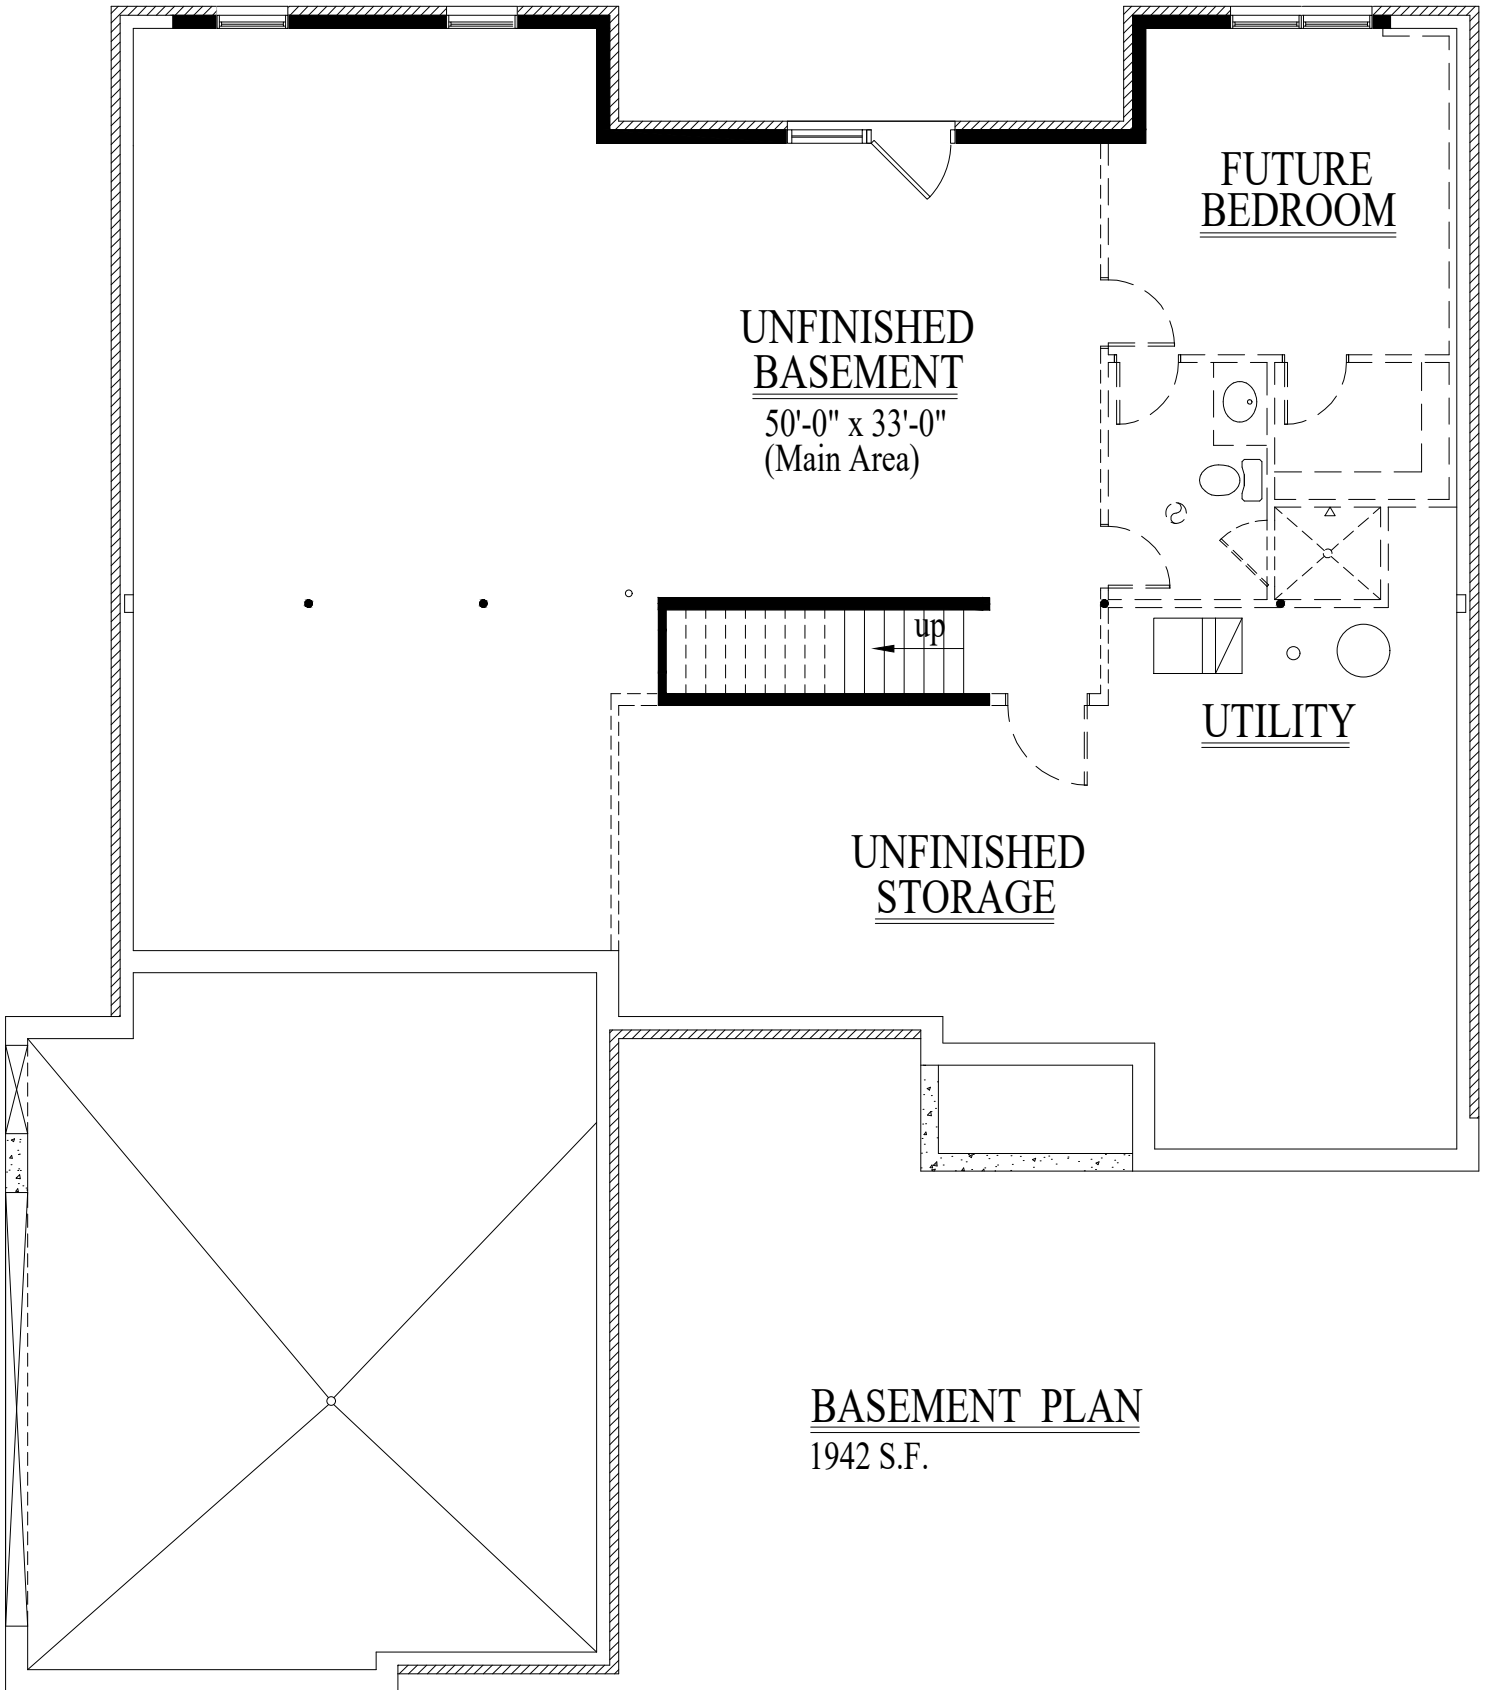 FUTURE
BEDROOM
UNFINISHED
BASEMENT
50'-0" x 33'-0"
(Main Area)
up
UTILITY
UNFINISHED
STORAGE
BASEMENT PLAN
1942 S.F.